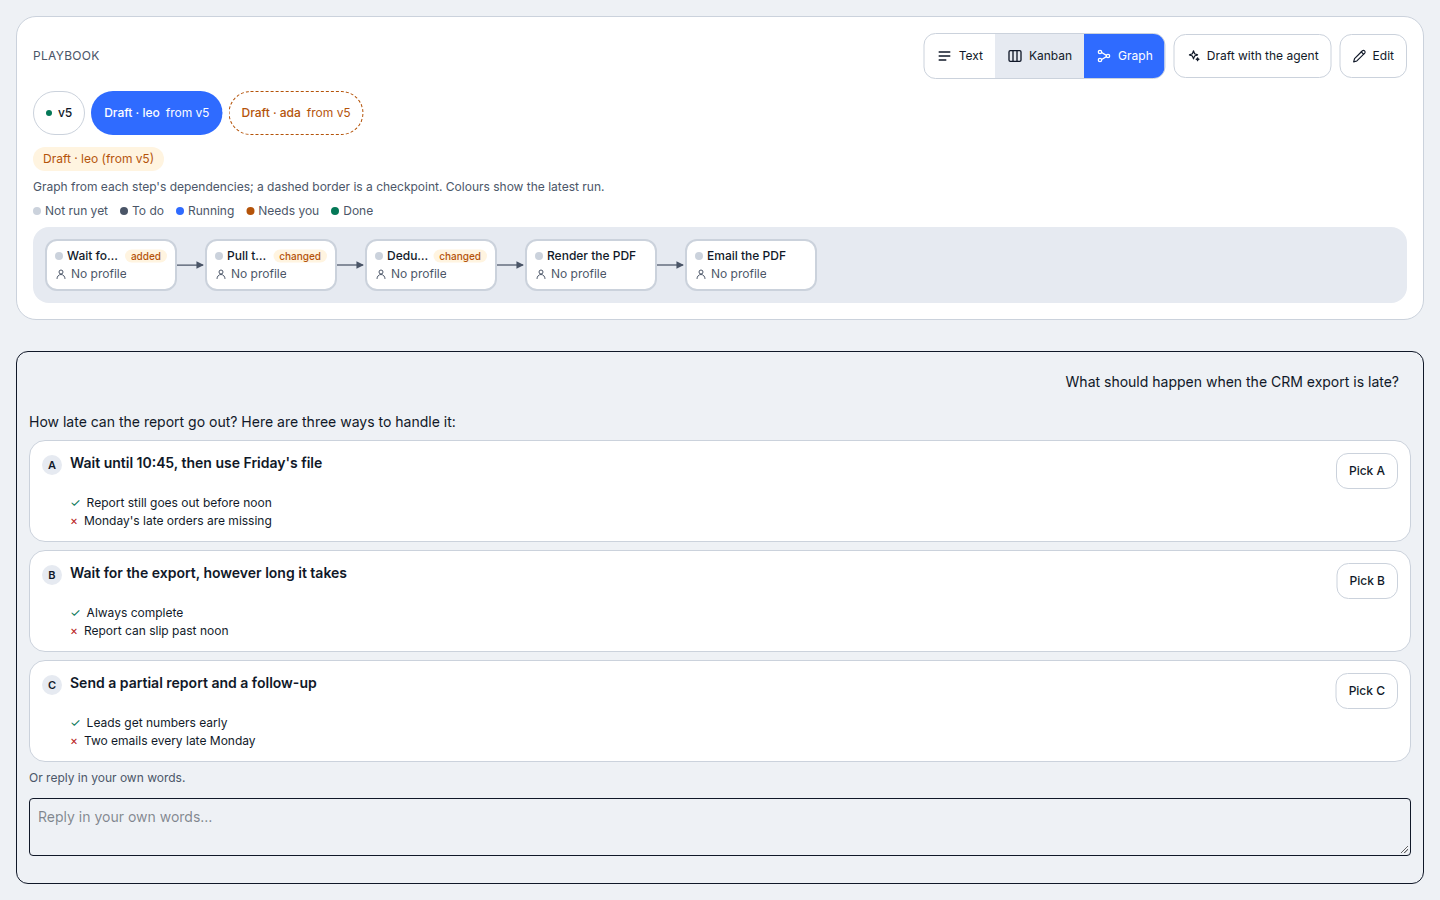 PLAYBOOK
Text Kanban Graph Draft with the agent Edit
v5 Draft · leo from v5 Draft · ada from v5
Draft · leo (from v5)
Graph from each step's dependencies; a dashed border is a checkpoint. Colours show the latest run.
Not run yet To do Running Needs you Done
Wait fo... added Pull t... changed Dedu... changed Render the PDF Email the PDF
No profile No profile No profile No profile No profile
What should happen when the CRM export is late?
How late can the report go out? Here are three ways to handle it:
A Wait until 10:45, then use Friday's file Pick A
✓ Report still goes out before noon
× Monday's late orders are missing
B Wait for the export, however long it takes Pick B
✓ Always complete
× Report can slip past noon
C Send a partial report and a follow-up Pick C
✓ Leads get numbers early
× Two emails every late Monday
Or reply in your own words.
Reply in your own words...